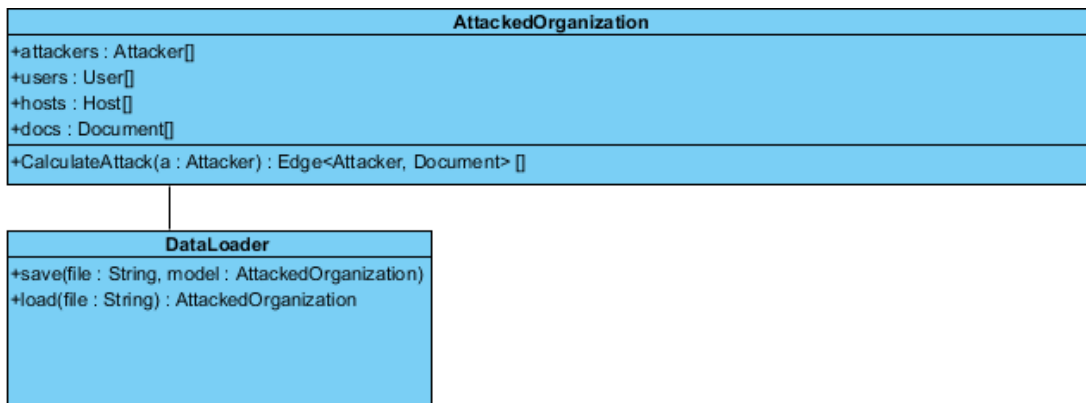 AttackedOrganization
+attackers : Attacker[]
+users : User[]
+hosts : Host[]
+docs : Document[]
+CalculateAttack(a : Attacker) : Edge<Attacker, Document> []
DataLoader
+save(file : String, model : AttackedOrganization)
+load(file : String) : AttackedOrganization